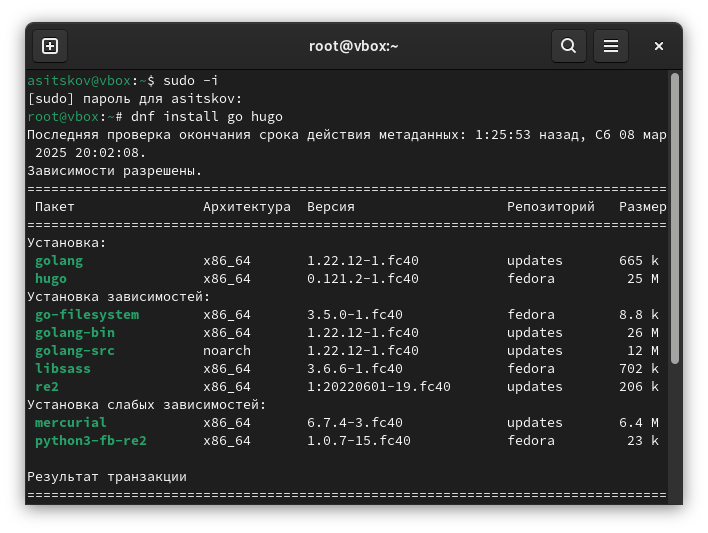 root@vbox:~
asitskov@vbox:~$ sudo -i
[sudo] пароль для asitskov:
root@vbox:~# dnf install go hugo
Последняя проверка окончания срока действия метаданных: 1:25:53 назад, Сб 08 мар
 2025 20:02:08.
Зависимости разрешены.
================================================================================
 Пакет                Архитектура  Версия                   Репозиторий   Размер
================================================================================
Установка:
 golang               x86_64       1.22.12-1.fc40           updates       665 k
 hugo                 x86_64       0.121.2-1.fc40           fedora         25 M
Установка зависимостей:
 go-filesystem        x86_64       3.5.0-1.fc40             fedora        8.8 k
 golang-bin           x86_64       1.22.12-1.fc40           updates        26 M
 golang-src           noarch       1.22.12-1.fc40           updates        12 M
 libsass              x86_64       3.6.6-1.fc40             fedora        702 k
 re2                  x86_64       1:20220601-19.fc40       updates       206 k
Установка слабых зависимостей:
 mercurial            x86_64       6.7.4-3.fc40             updates       6.4 M
 python3-fb-re2       x86_64       1.0.7-15.fc40            fedora         23 k

Результат транзакции
================================================================================